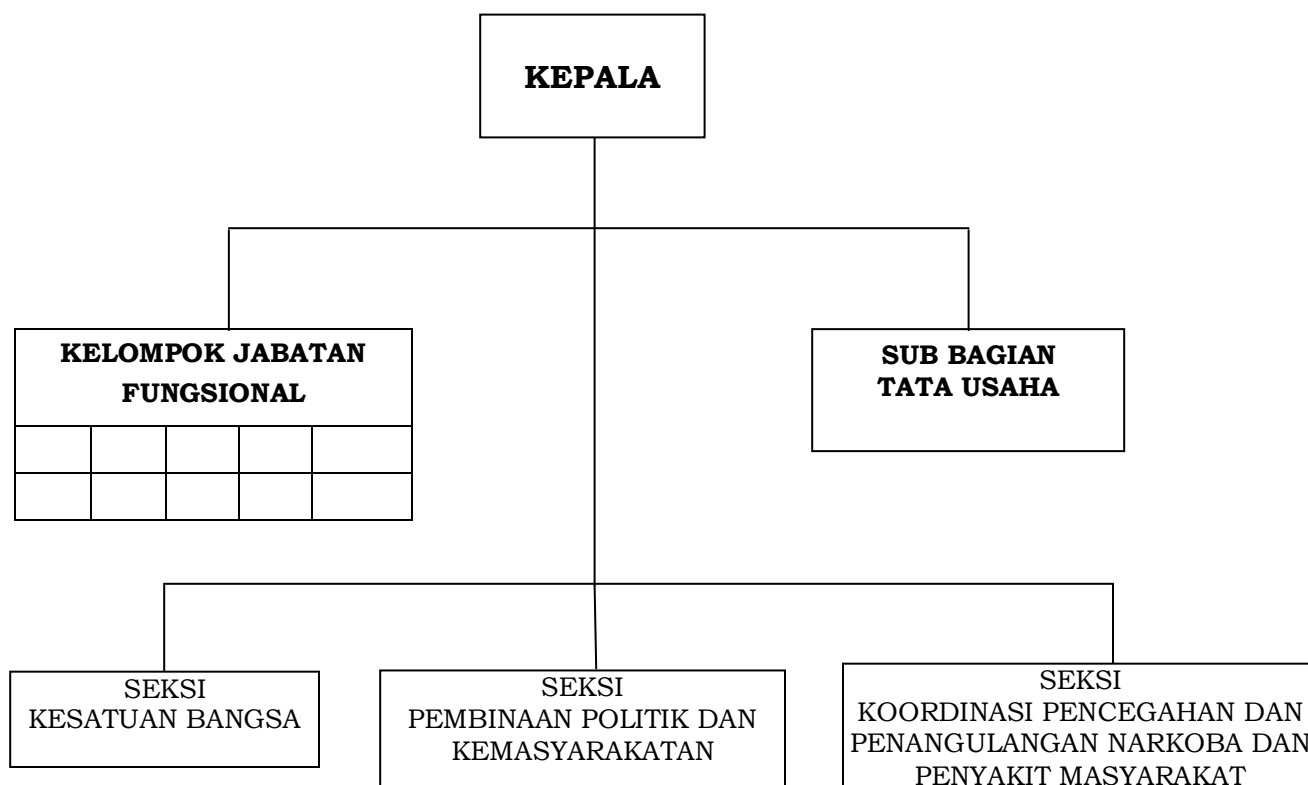 KEPALA
KELOMPOK JABATAN
FUNGSIONAL
SUB BAGIAN
TATA USAHA
SEKSI
KESATUAN BANGSA
SEKSI
PEMBINAAN POLITIK DAN
KEMASYARAKATAN
SEKSI
KOORDINASI PENCEGAHAN DAN
PENANGULANGAN NARKOBA DAN
PENYAKIT MASYARAKAT